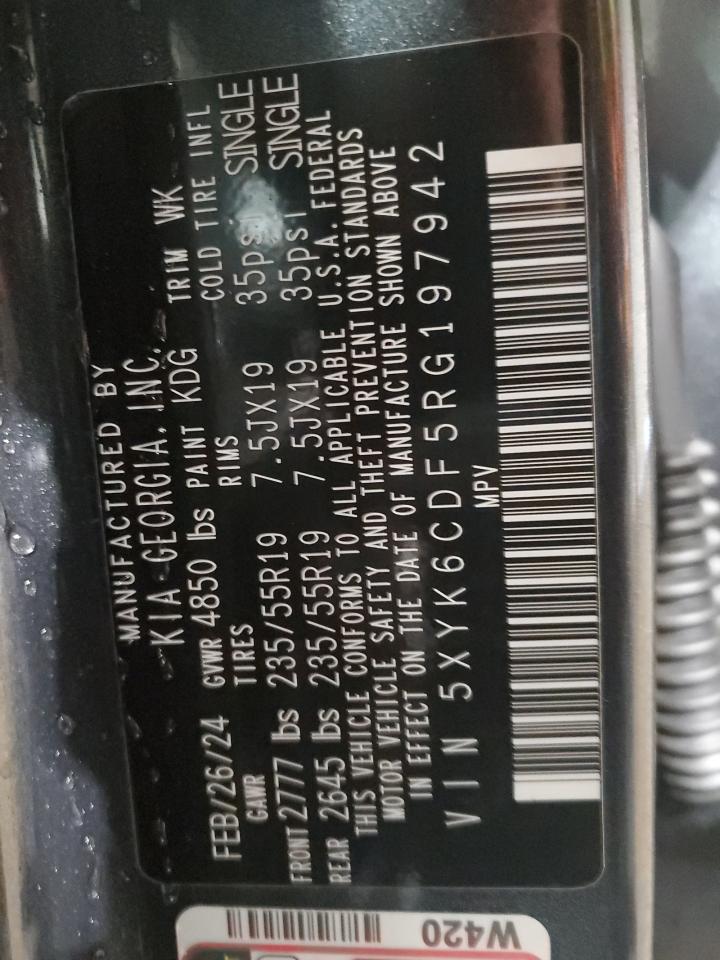 MANUFACTURED BY
KIA GEORGIA, INC.
FEB/26/24 GVWR 4850 lbs PAINT KDG TRIM WK
GAWR TIRES RIMS COLD TIRE INFL
FRONT 2777 lbs 235/55R19 7.5JX19 35psi SINGLE
REAR 2645 lbs 235/55R19 7.5JX19 35psi SINGLE
THIS VEHICLE CONFORMS TO ALL APPLICABLE U.S.A. FEDERAL
MOTOR VEHICLE SAFETY AND THEFT PREVENTION STANDARDS
IN EFFECT ON THE DATE OF MANUFACTURE SHOWN ABOVE
VIN 5XYK6CDF5RG197942
MPV
W420